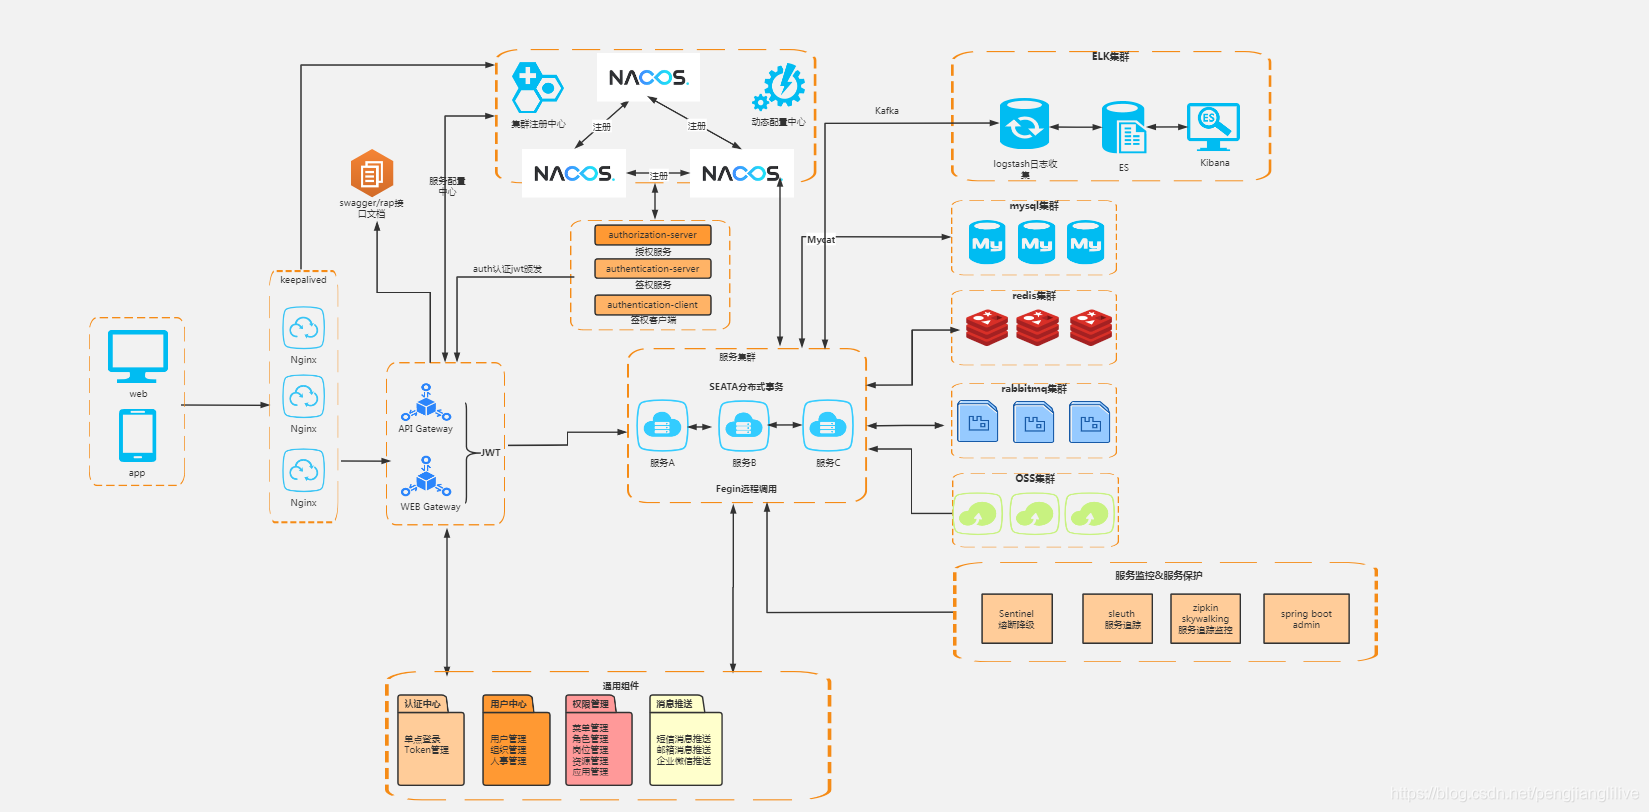 NACOS.
集群注册中心
动态配置中心
注册
注册
NACOS.
注册
NACOS.
Kafka
ELK集群
logstash日志收
集
ES
ES
Kibana
服务配置
中心
swagger/rap接
口文档
authorization-server
授权服务
authentication-server
签权服务
authentication-client
签权客户端
auth认证jwt颁发
Mycat
mysql集群
My
My
My
redis集群
keepalived
Nginx
Nginx
Nginx
web
app
API Gateway
WEB Gateway
JWT
服务集群
SEATA分布式事务
服务A
服务B
服务C
Fegin远程调用
rabbitmq集群
OSS集群
服务监控&服务保护
Sentinel
熔断降级
sleuth
服务追踪
zipkin
skywalking
服务追踪监控
spring boot
admin
通用组件
认证中心
单点登录
Token管理
用户中心
用户管理
组织管理
人事管理
权限管理
菜单管理
角色管理
岗位管理
资源管理
应用管理
消息推送
短信消息推送
邮箱消息推送
企业微信推送
https://blog.csdn.net/pangjianglilive